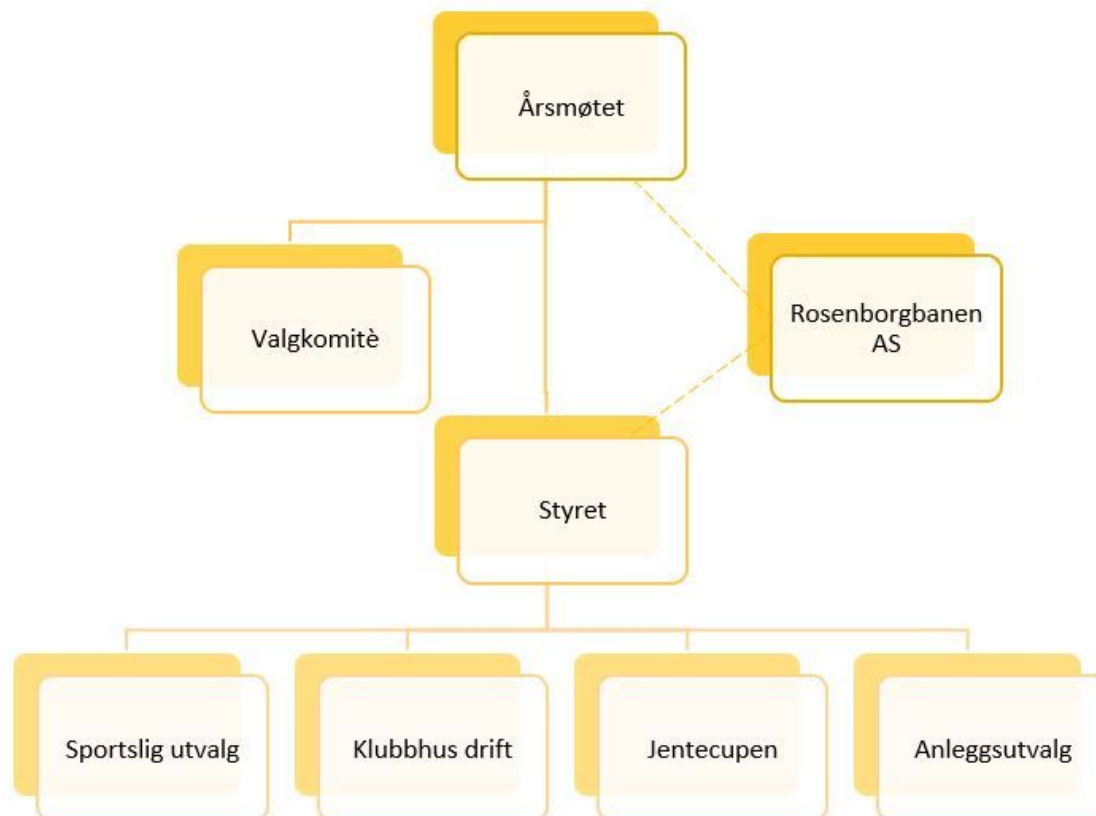 Årsmøtet
Valgkomitè
Rosenborgbanen
AS
Styret
Sportslig utvalg
Klubbhus drift
Jentecupen
Anleggsutvalg